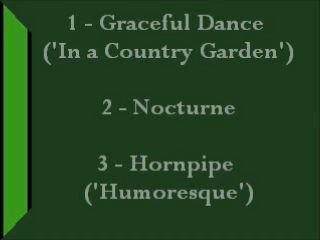 1 - Graceful Dance
('In a Country Garden')
2 - Nocturne
3 - Hornpipe
('Humoresque')